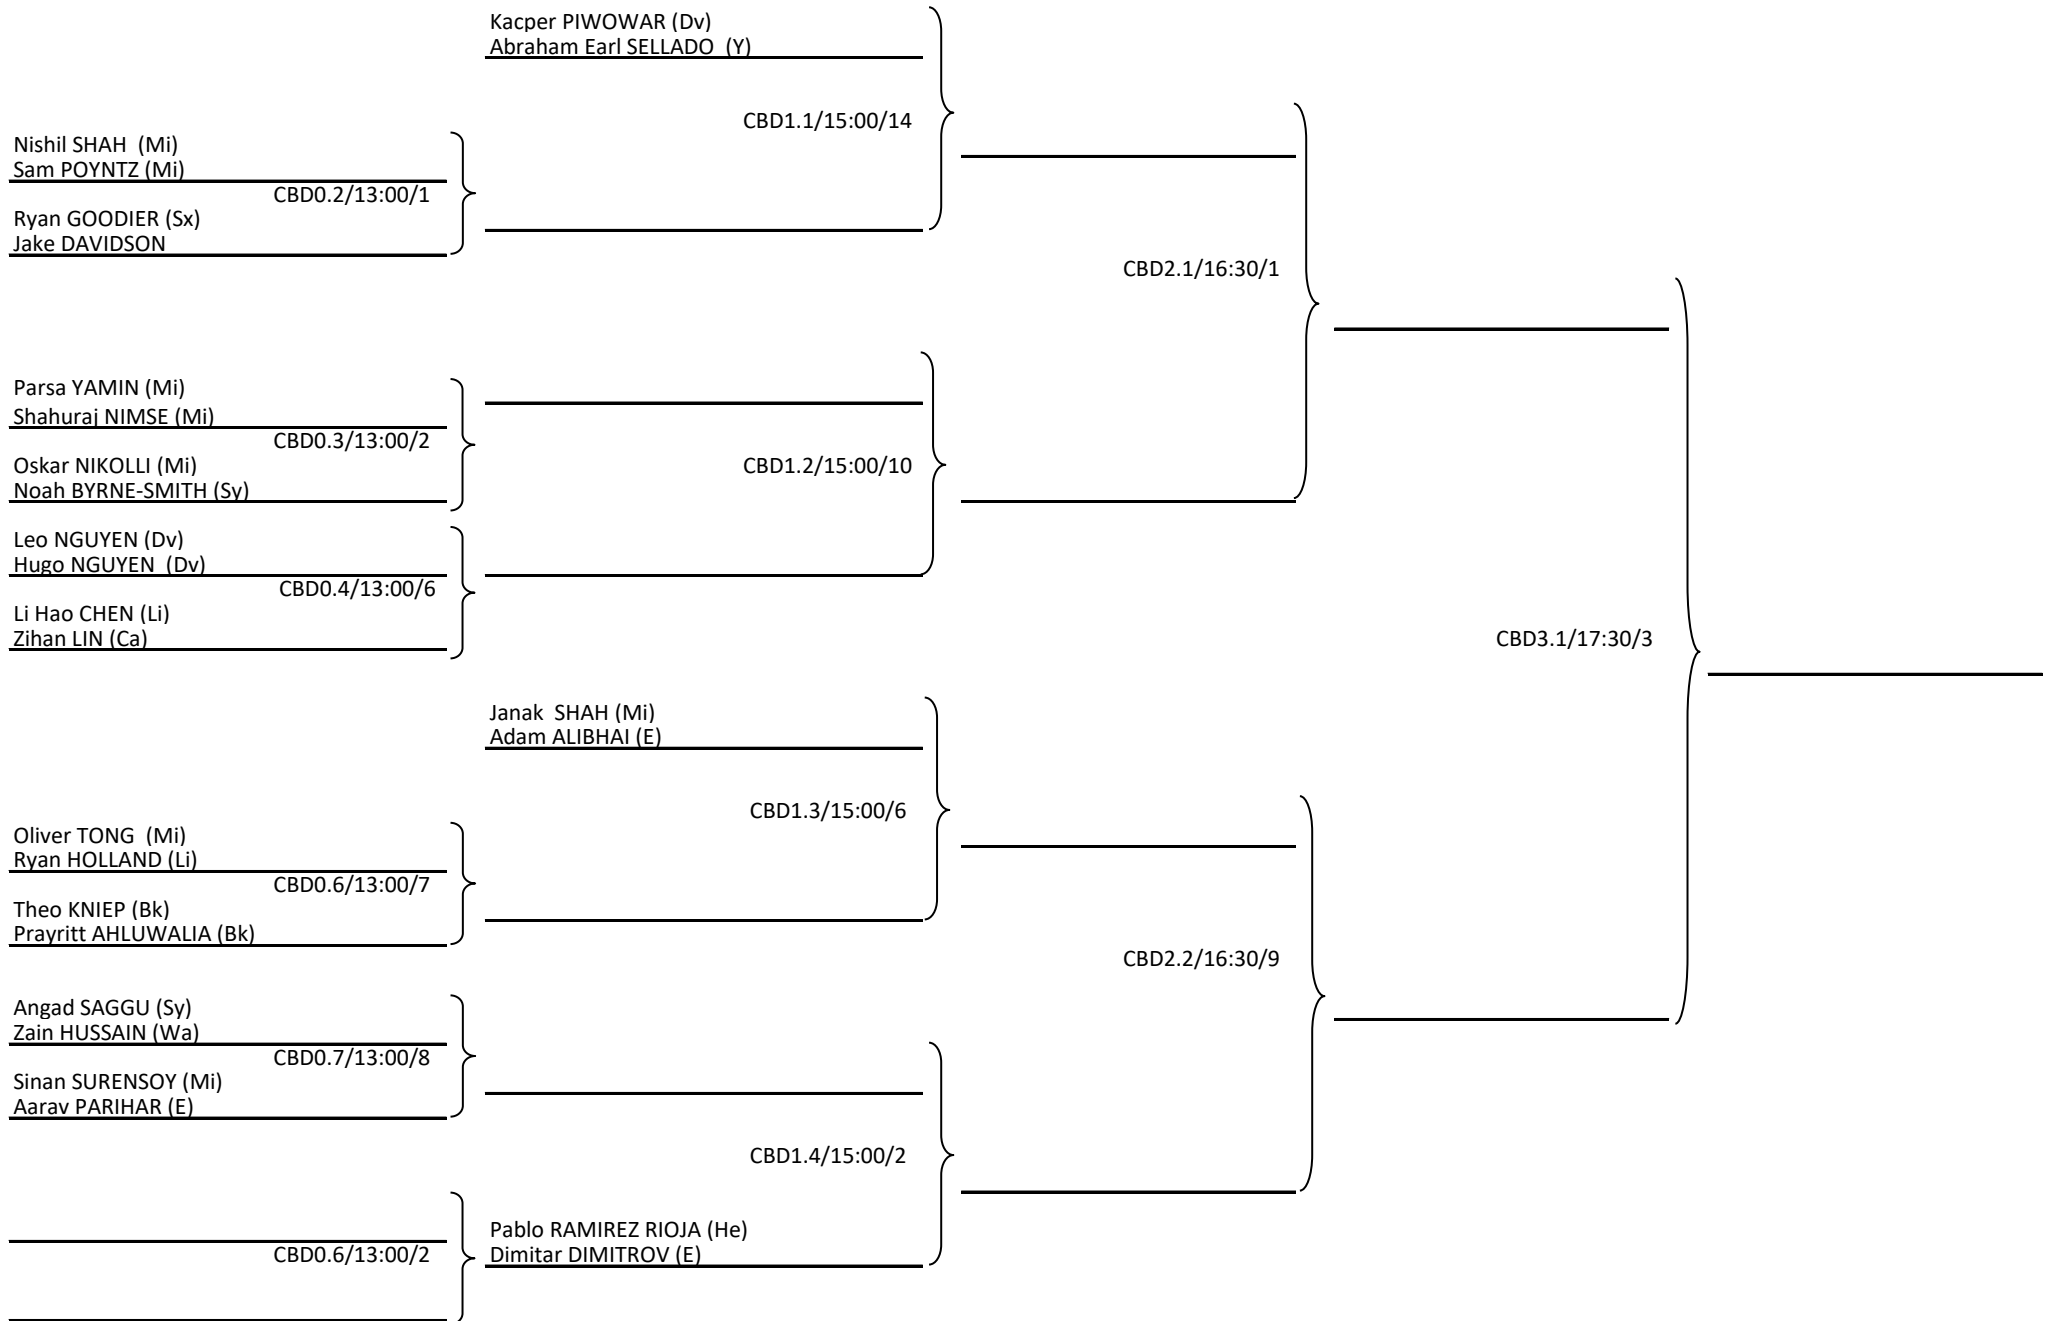 Kacper PIWOWAR (Dv)
Abraham Earl SELLADO  (Y)
CBD1.1/15:00/14
Nishil SHAH  (Mi)
Sam POYNTZ (Mi)
CBD0.2/13:00/1
Ryan GOODIER (Sx)
Jake DAVIDSON
CBD2.1/16:30/1
Parsa YAMIN (Mi)
Shahuraj NIMSE (Mi)
CBD0.3/13:00/2
Oskar NIKOLLI (Mi)
Noah BYRNE-SMITH (Sy)
CBD1.2/15:00/10
Leo NGUYEN (Dv)
Hugo NGUYEN  (Dv)
CBD0.4/13:00/6
Li Hao CHEN (Li)
Zihan LIN (Ca)
CBD3.1/17:30/3
Janak  SHAH (Mi)
Adam ALIBHAI (E)
CBD1.3/15:00/6
Oliver TONG  (Mi)
Ryan HOLLAND (Li)
CBD0.6/13:00/7
Theo KNIEP (Bk)
Prayritt AHLUWALIA (Bk)
CBD2.2/16:30/9
Angad SAGGU (Sy)
Zain HUSSAIN (Wa)
CBD0.7/13:00/8
Sinan SURENSOY (Mi)
Aarav PARIHAR (E)
CBD1.4/15:00/2
Pablo RAMIREZ RIOJA (He)
Dimitar DIMITROV (E)
CBD0.6/13:00/2